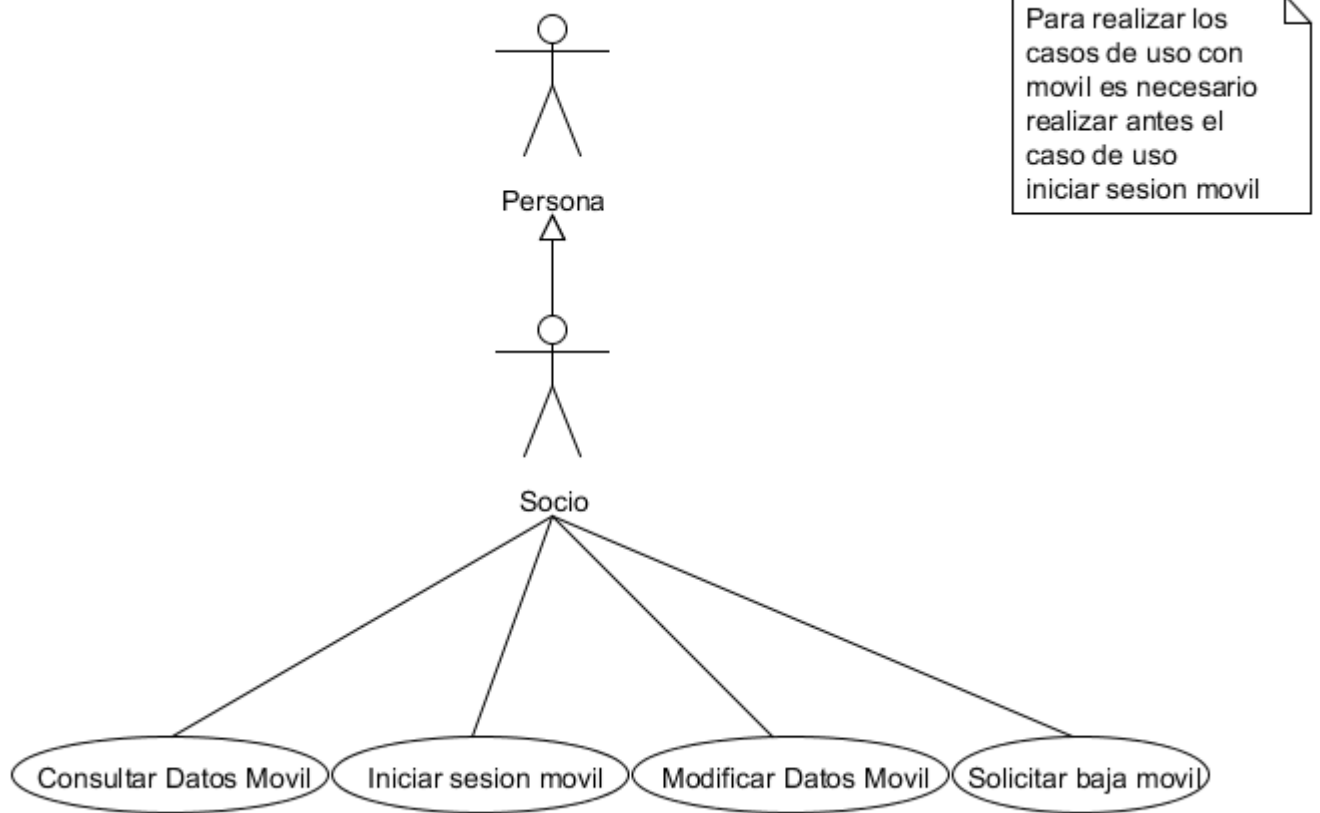 Para realizar los
casos de uso con
movil es necesario
realizar antes el
caso de uso
iniciar sesion movil
Persona
Socio
Consultar Datos Movil
Iniciar sesion movil
Modificar Datos Movil
Solicitar baja movil